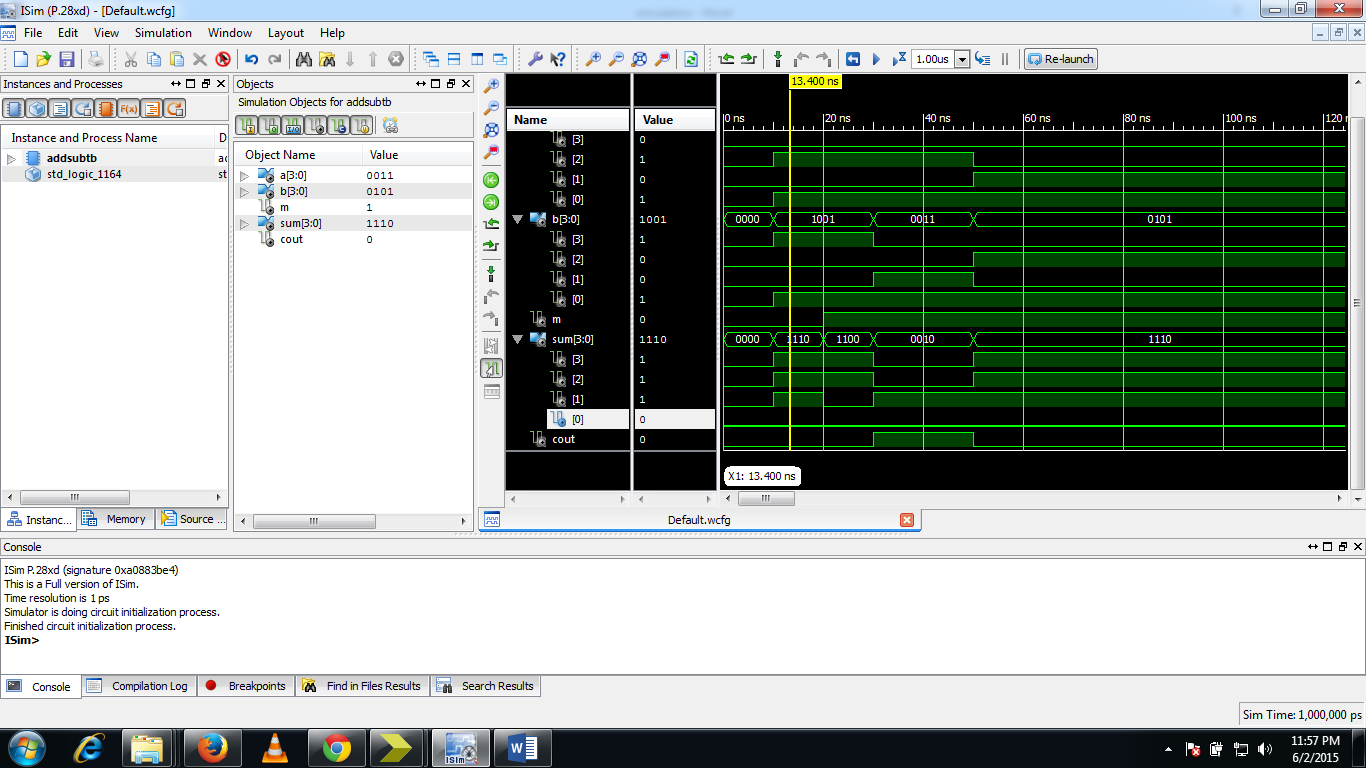 ISim (P.28xd) - [Default.wcfg]
File Edit View Simulation Window Layout Help
1.00us Re-launch
Instances and Processes
Instance and Process Name D
addsubtb
std_logic_1164 st
Instanc... Memory Source ...
Objects
Simulation Objects for addsubtb
Object Name Value
a[3:0] 0011
b[3:0] 0101
m 1
sum[3:0] 1110
cout 0
13.400 ns
Name Value
0 ns 20 ns 40 ns 60 ns 80 ns 100 ns 120 n
[3] 0
[2] 1
[1] 0
[0] 1
b[3:0] 1001 0000 1001 0011 0101
[3] 1
[2] 0
[1] 0
[0] 1
m 0
sum[3:0] 1110 0000 1110 1100 0010 1110
[3] 1
[2] 1
[1] 1
[0] 0
cout 0
X1: 13.400 ns
Default.wcfg
Console
ISim P.28xd (signature 0xa0883be4)
This is a Full version of ISim.
Time resolution is 1 ps
Simulator is doing circuit initialization process.
Finished circuit initialization process.
ISim>
Console Compilation Log Breakpoints Find in Files Results Search Results
Sim Time: 1,000,000 ps
11:57 PM
6/2/2015